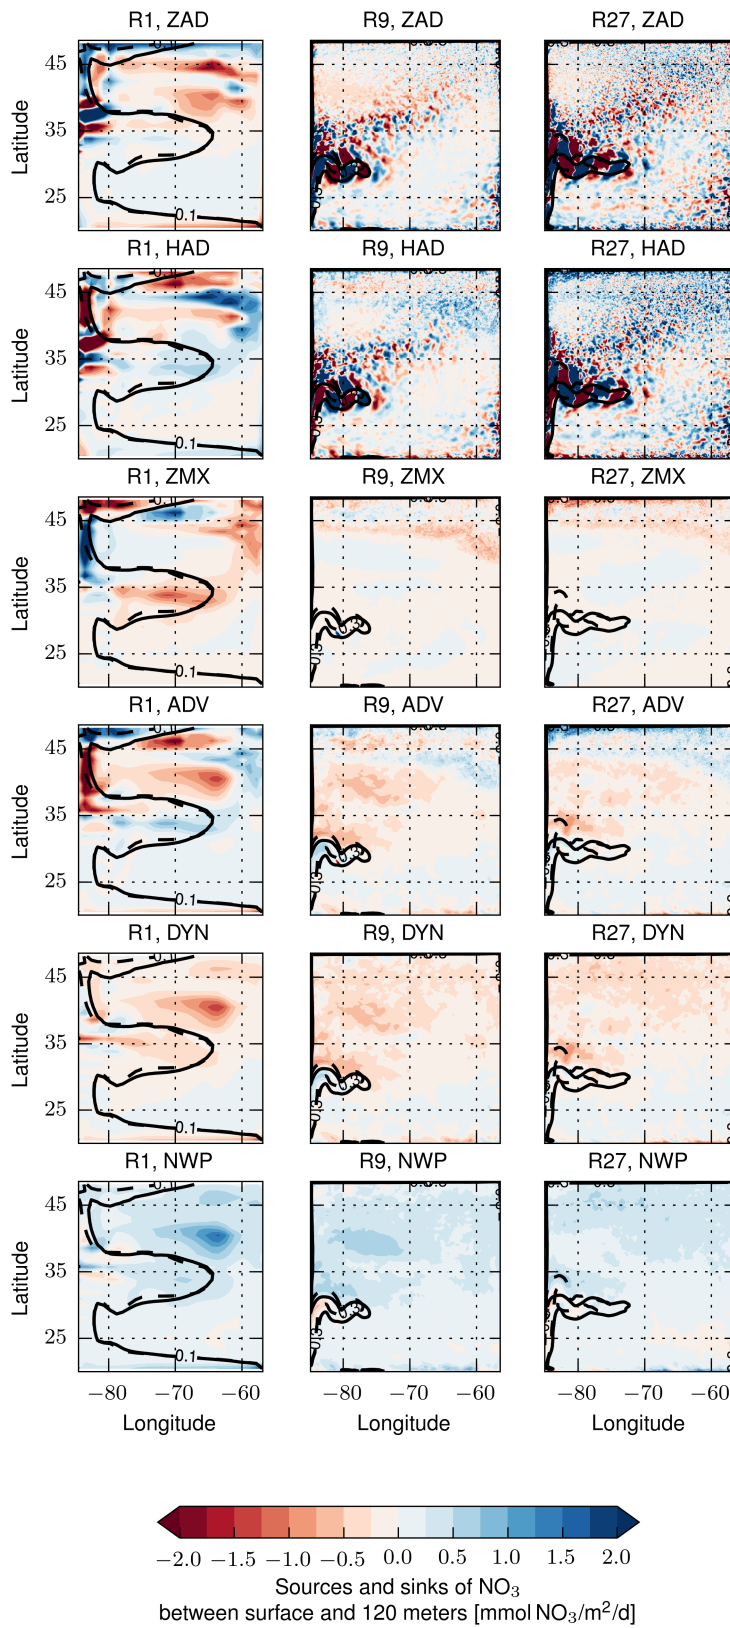 R1, ZAD R9, ZAD R27, ZAD
45
35
25
Latitude
0.1
R1, HAD R9, HAD R27, HAD
45
35
25
Latitude
0.1
R1, ZMX R9, ZMX R27, ZMX
45
35
25
Latitude
0.1
R1, ADV R9, ADV R27, ADV
45
35
25
Latitude
0.1
R1, DYN R9, DYN R27, DYN
45
35
25
Latitude
0.1
R1, NWP R9, NWP R27, NWP
45
35
25
Latitude
0.1
−80 −70 −60 −80 −70 −60 −80 −70 −60
Longitude Longitude Longitude
−2.0 −1.5 −1.0 −0.5 0.0 0.5 1.0 1.5 2.0
Sources and sinks of NO₃
between surface and 120 meters [mmol NO₃/m²/d]